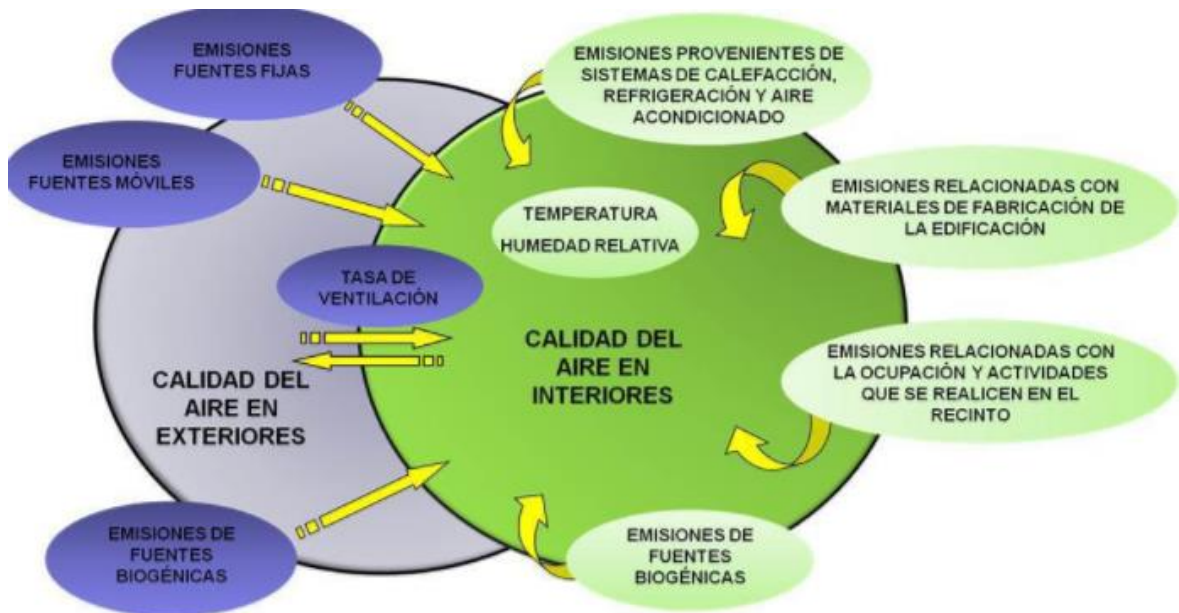 EMISIONES
FUENTES FIJAS
EMISIONES PROVENIENTES DE
SISTEMAS DE CALEFACCIÓN,
REFRIGERACIÓN Y AIRE
ACONDICIONADO
EMISIONES
FUENTES MÓVILES
EMISIONES RELACIONADAS CON
MATERIALES DE FABRICACIÓN DE
LA EDIFICACIÓN
TEMPERATURA
HUMEDAD RELATIVA
TASA DE
VENTILACIÓN
CALIDAD DEL
AIRE EN
INTERIORES
CALIDAD DEL
AIRE EN
EXTERIORES
EMISIONES RELACIONADAS CON
LA OCUPACIÓN Y ACTIVIDADES
QUE SE REALICEN EN EL
RECINTO
EMISIONES DE
FUENTES
BIOGÉNICAS
EMISIONES DE
FUENTES
BIOGÉNICAS